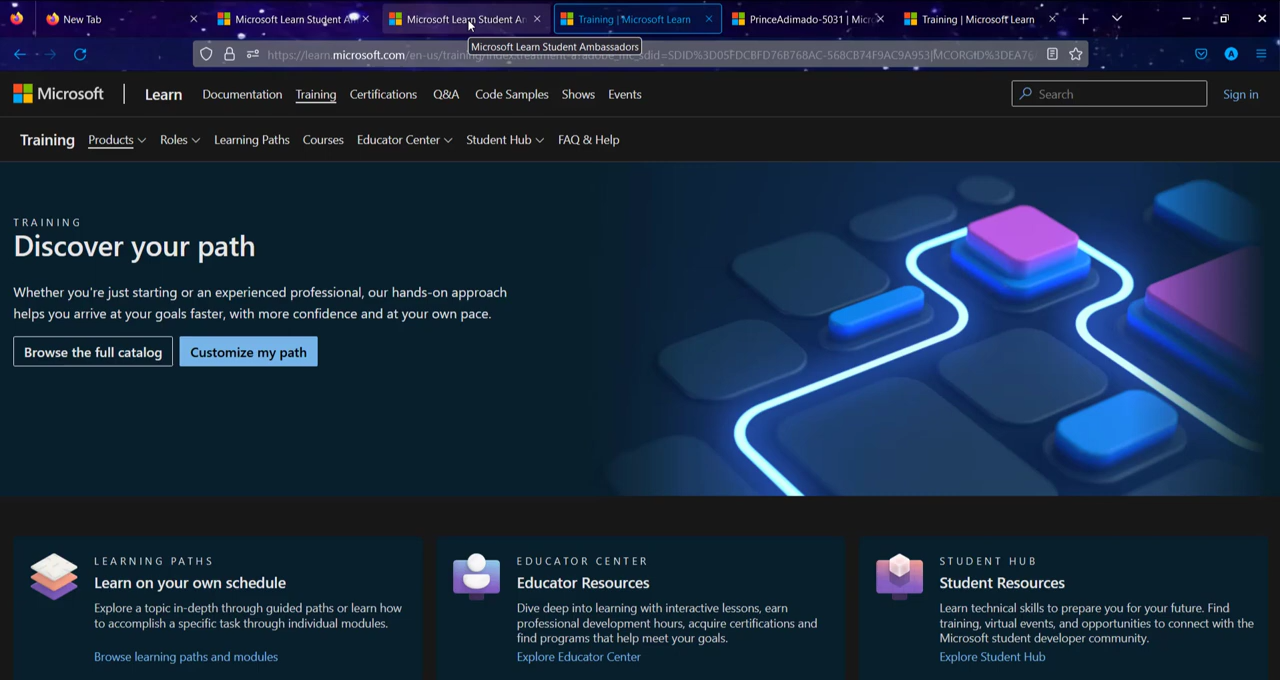 New Tab
Microsoft Learn Student Am
Microsoft Learn Student Am
Training | Microsoft Learn
PrinceAdimado-5031 | Micr
Training | Microsoft Learn
Microsoft Learn Student Ambassadors
https://learn.microsoft.com/en-us/training/
A
Microsoft
Learn
Documentation
Training
Certifications
Q&A
Code Samples
Shows
Events
Search
Sign in
Training
Products
Roles
Learning Paths
Courses
Educator Center
Student Hub
FAQ & Help
TRAINING
Discover your path
Whether you're just starting or an experienced professional, our hands-on approach
helps you arrive at your goals faster, with more confidence and at your own pace.
Browse the full catalog
Customize my path
LEARNING PATHS
Learn on your own schedule
Explore a topic in-depth through guided paths or learn how
to accomplish a specific task through individual modules.
Browse learning paths and modules
EDUCATOR CENTER
Educator Resources
Dive deep into learning with interactive lessons, earn
professional development hours, acquire certifications and
find programs that help meet your goals.
Explore Educator Center
STUDENT HUB
Student Resources
Learn technical skills to prepare you for your future. Find
training, virtual events, and opportunities to connect with the
Microsoft student developer community.
Explore Student Hub